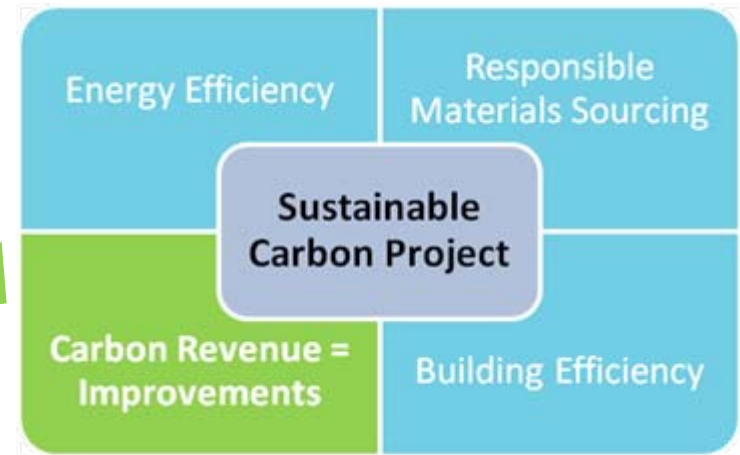 Energy Efficiency
Responsible
Materials Sourcing
Sustainable
Carbon Project
Carbon Revenue =
Improvements
Building Efficiency